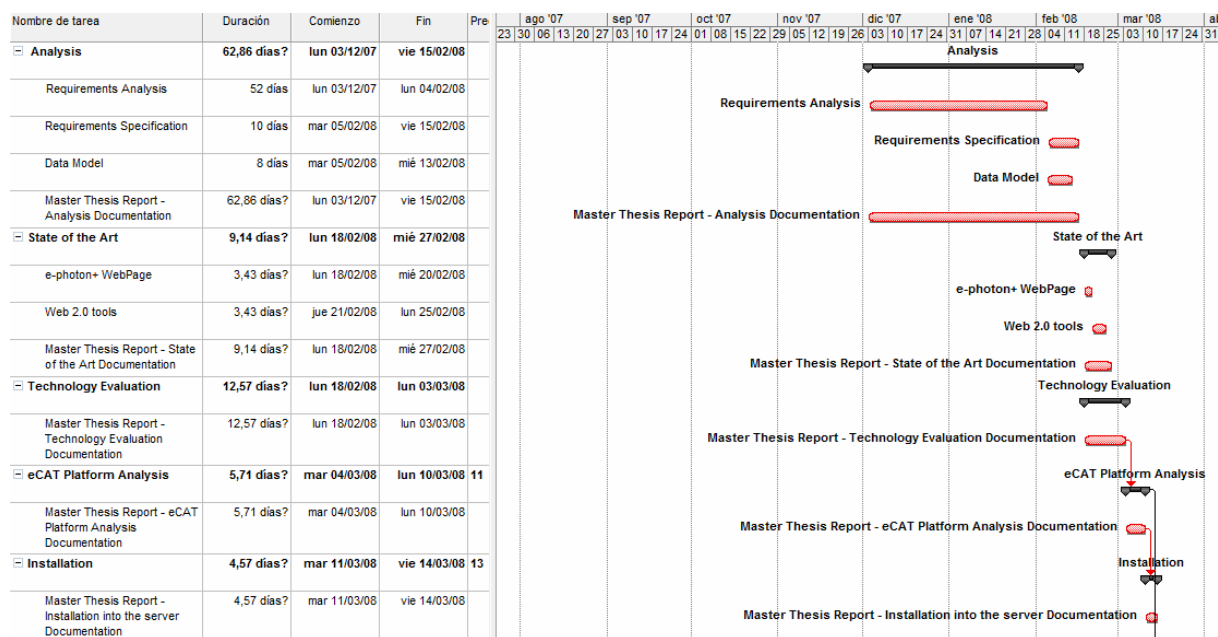 Nombre de tarea Duración Comienzo Fin Pre
ago '07 sep '07 oct '07 nov '07 dic '07 ene '08 feb '08 mar '08 al
23 30 06 13 20 27 03 10 17 24 01 08 15 22 29 05 12 19 26 03 10 17 24 31 07 14 21 28 04 11 18 25 03 10 17 24 31
Analysis 62,86 días? lun 03/12/07 vie 15/02/08
Analysis
Requirements Analysis 52 días lun 03/12/07 lun 04/02/08
Requirements Analysis
Requirements Specification 10 días mar 05/02/08 vie 15/02/08
Requirements Specification
Data Model 8 días mar 05/02/08 mié 13/02/08
Data Model
Master Thesis Report - 62,86 días? lun 03/12/07 vie 15/02/08
Analysis Documentation
Master Thesis Report - Analysis Documentation
State of the Art 9,14 días? lun 18/02/08 mié 27/02/08
State of the Art
e-photon+ WebPage 3,43 días? lun 18/02/08 mié 20/02/08
e-photon+ WebPage
Web 2.0 tools 3,43 días? jue 21/02/08 lun 25/02/08
Web 2.0 tools
Master Thesis Report - State 9,14 días? lun 18/02/08 mié 27/02/08
of the Art Documentation
Master Thesis Report - State of the Art Documentation
Technology Evaluation 12,57 días? lun 18/02/08 lun 03/03/08
Technology Evaluation
Master Thesis Report - 12,57 días? lun 18/02/08 lun 03/03/08
Technology Evaluation
Documentation
Master Thesis Report - Technology Evaluation Documentation
eCAT Platform Analysis 5,71 días? mar 04/03/08 lun 10/03/08 11
eCAT Platform Analysis
Master Thesis Report - eCAT 5,71 días? mar 04/03/08 lun 10/03/08
Platform Analysis
Documentation
Master Thesis Report - eCAT Platform Analysis Documentation
Installation 4,57 días? mar 11/03/08 vie 14/03/08 13
Installation
Master Thesis Report - 4,57 días? mar 11/03/08 vie 14/03/08
Installation into the server
Documentation
Master Thesis Report - Installation into the server Documentation